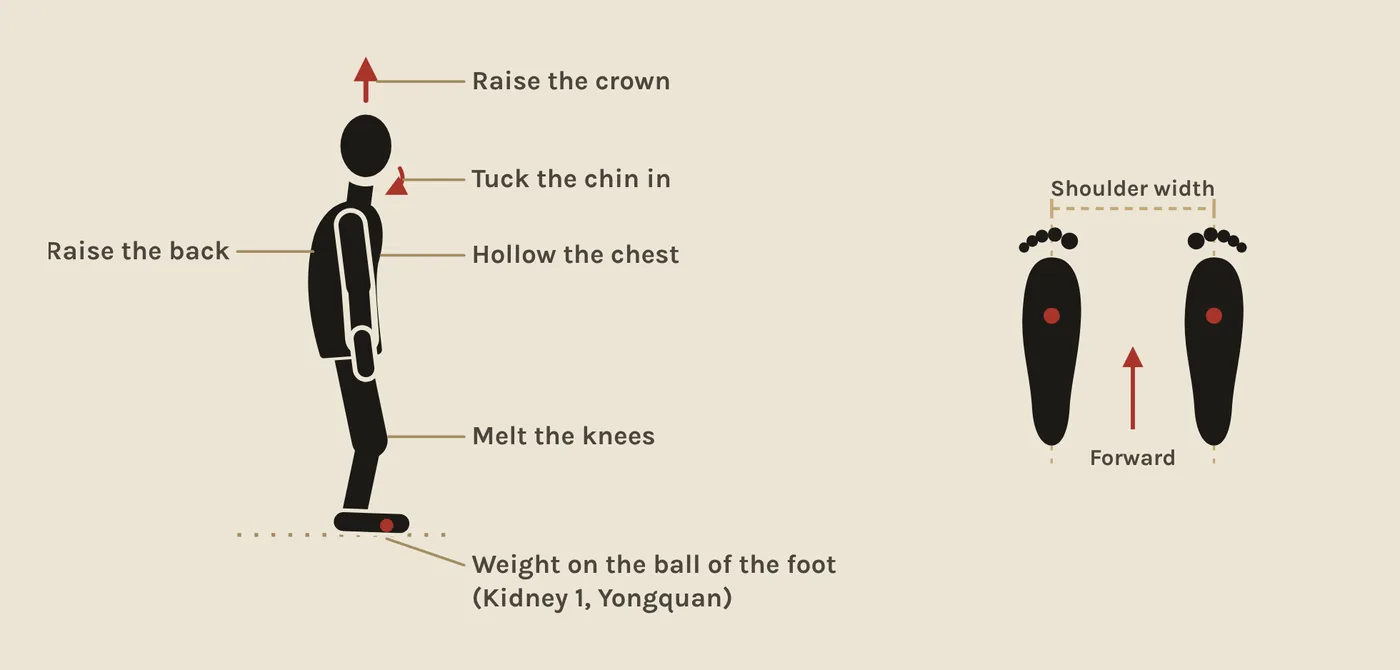 Raise the crown
Tuck the chin in
Raise the back
Hollow the chest
Melt the knees
Weight on the ball of the foot
(Kidney 1, Yongquan)
Shoulder width
Forward